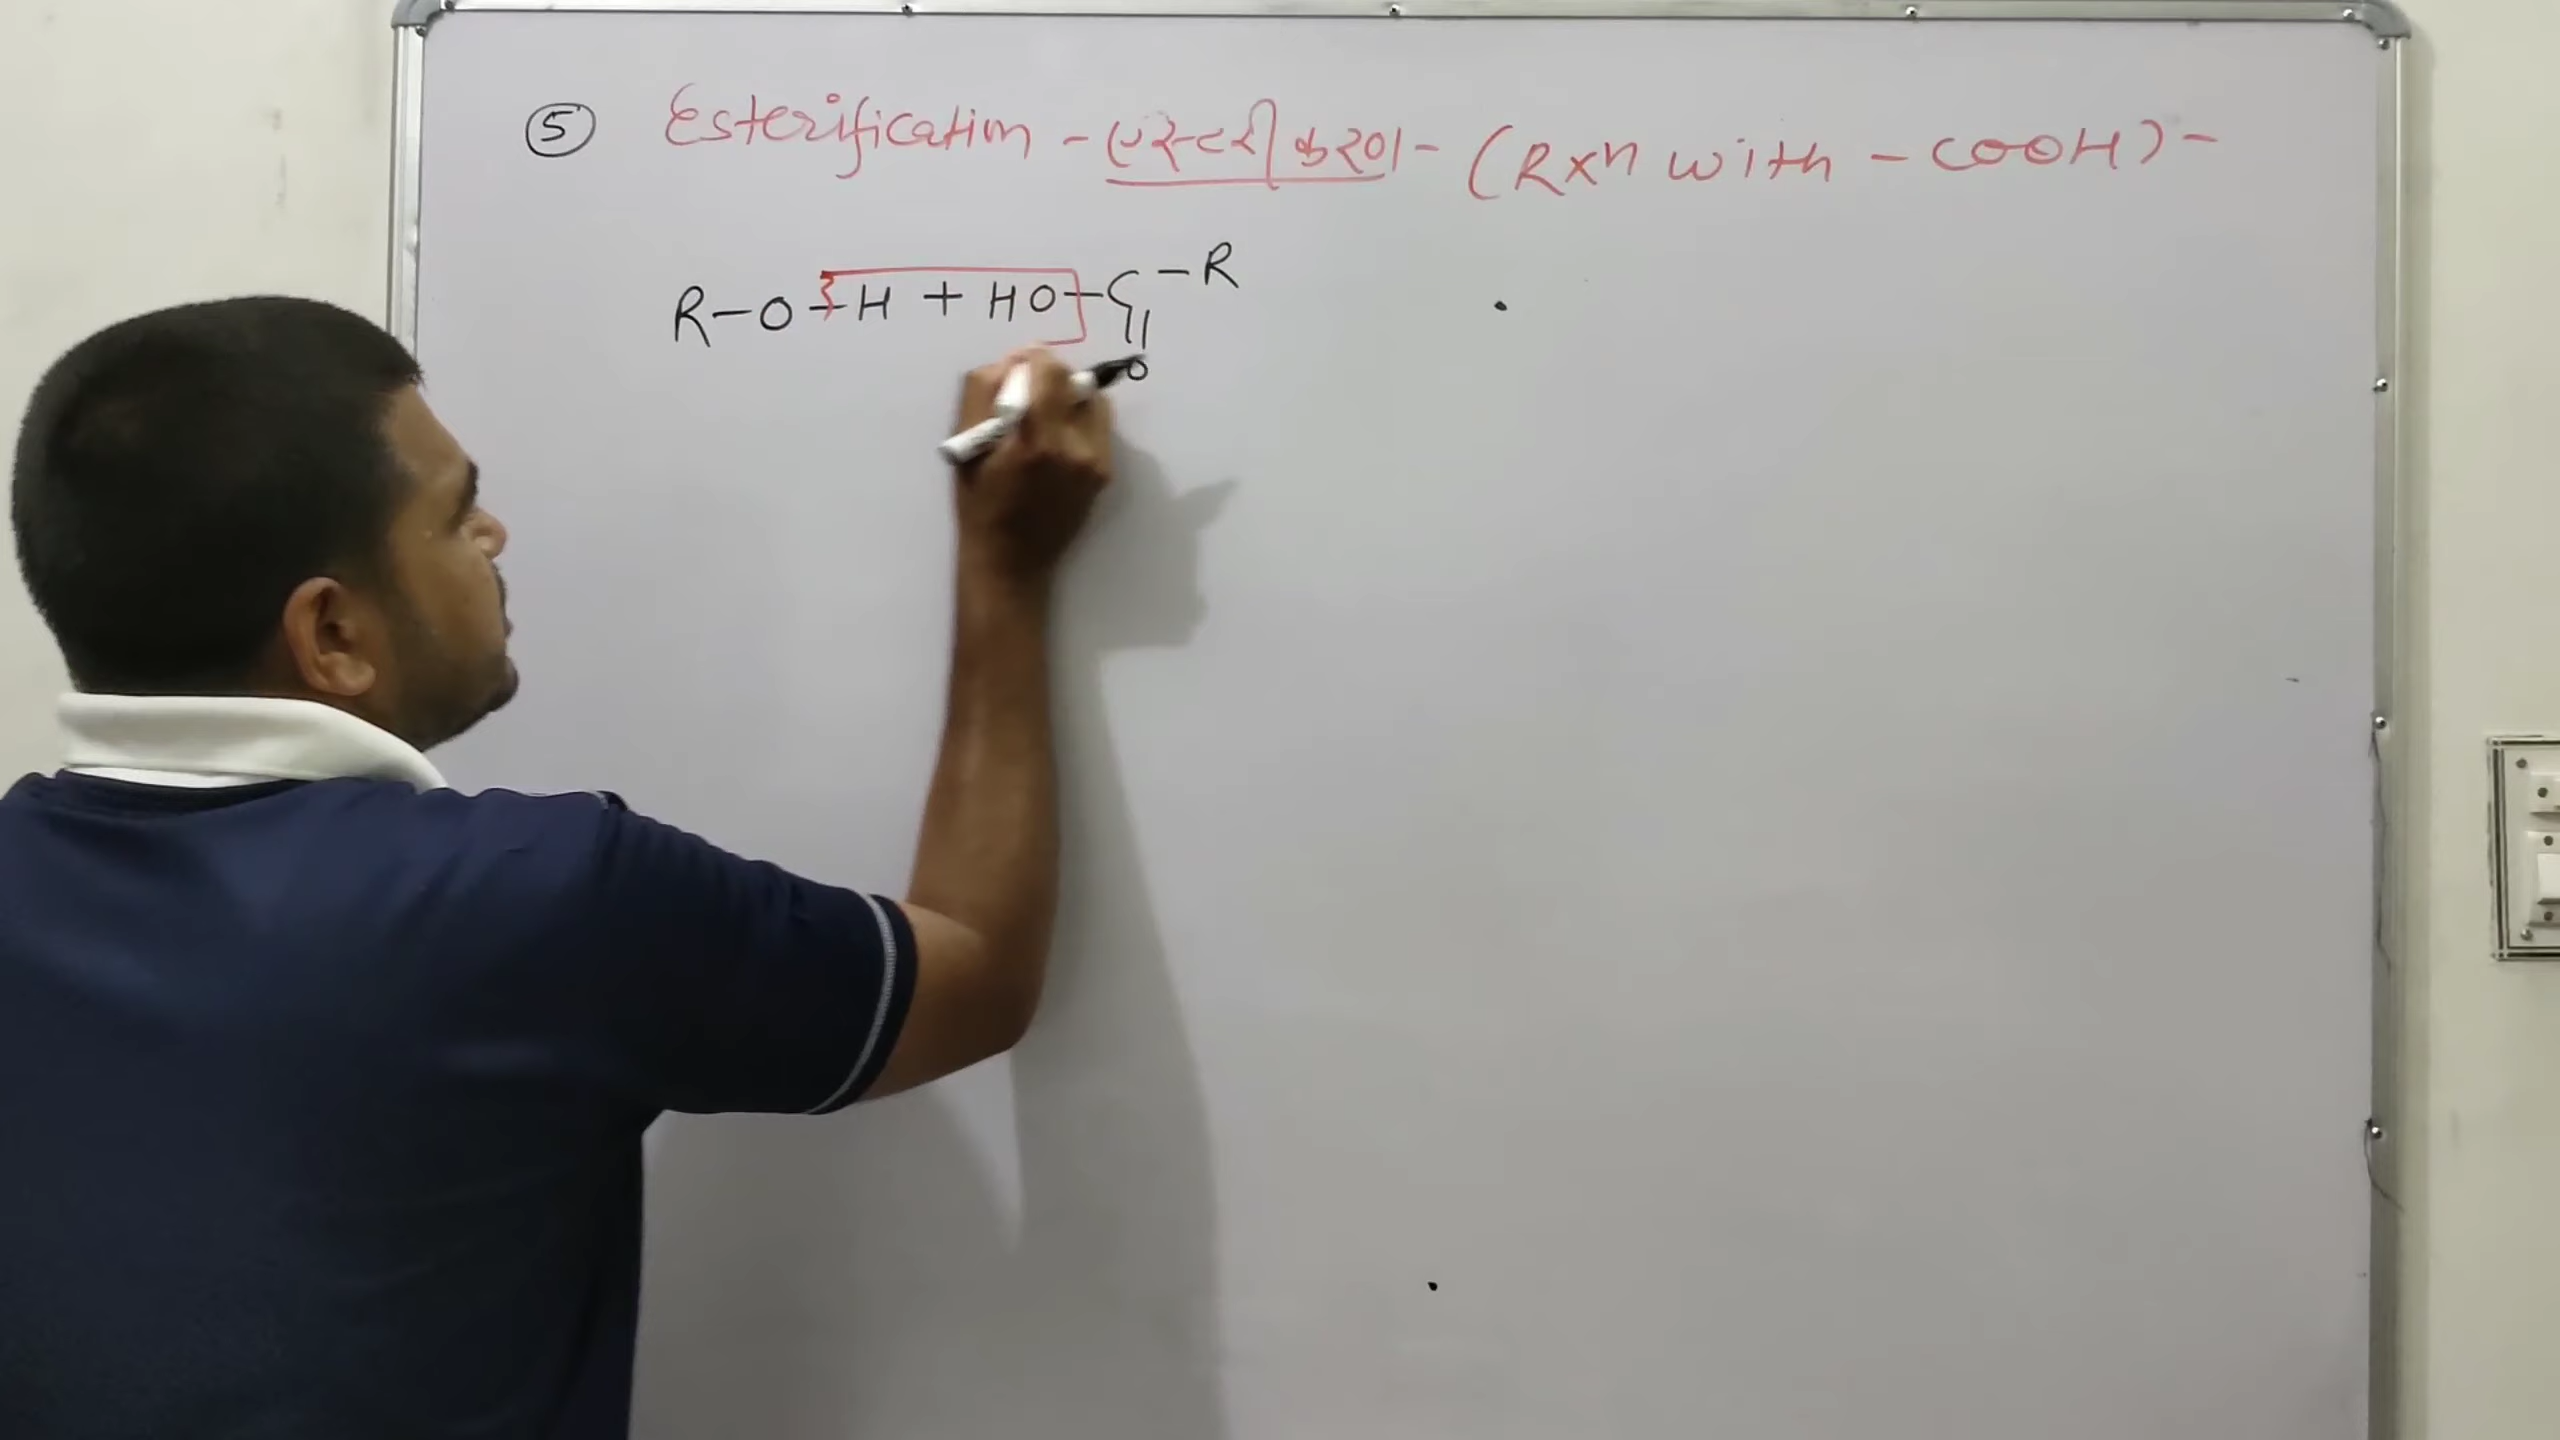 ⑤ Esterification - एस्टरीकरण - (Rxn with - COOH) -
R-O-H + HO-C-R
||
O